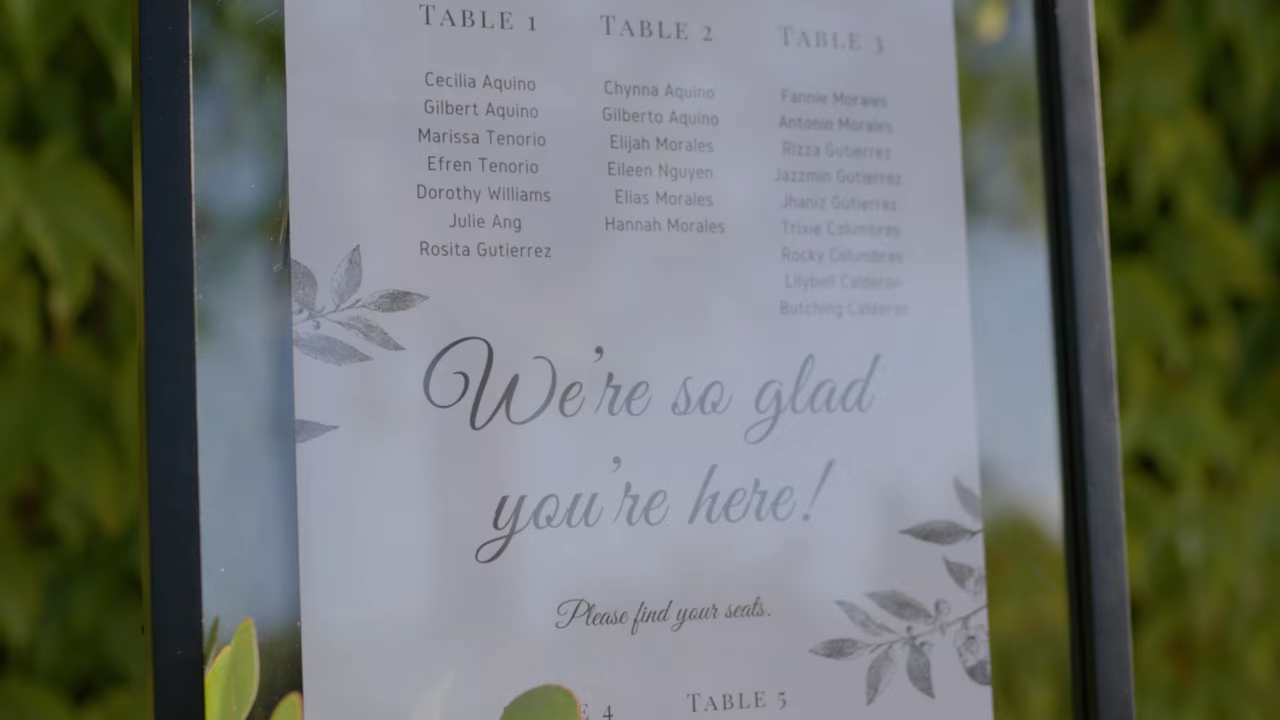 TABLE 1
Cecilia Aquino
Gilbert Aquino
Marissa Tenorio
Efren Tenorio
Dorothy Williams
Julie Ang
Rosita Gutierrez
TABLE 2
Chynna Aquino
Gilberto Aquino
Elijah Morales
Eileen Nguyen
Elias Morales
Hannah Morales
TABLE 3
Fannie Morales
Antonio Morales
Rizza Gutierrez
Jazzmin Gutierrez
Jhaniz Gutierrez
Trixie Columbres
Rocky Columbres
Lilybell Calderon
Butching Calderon
We're so glad
you're here!
Please find your seats.
E 4
TABLE 5